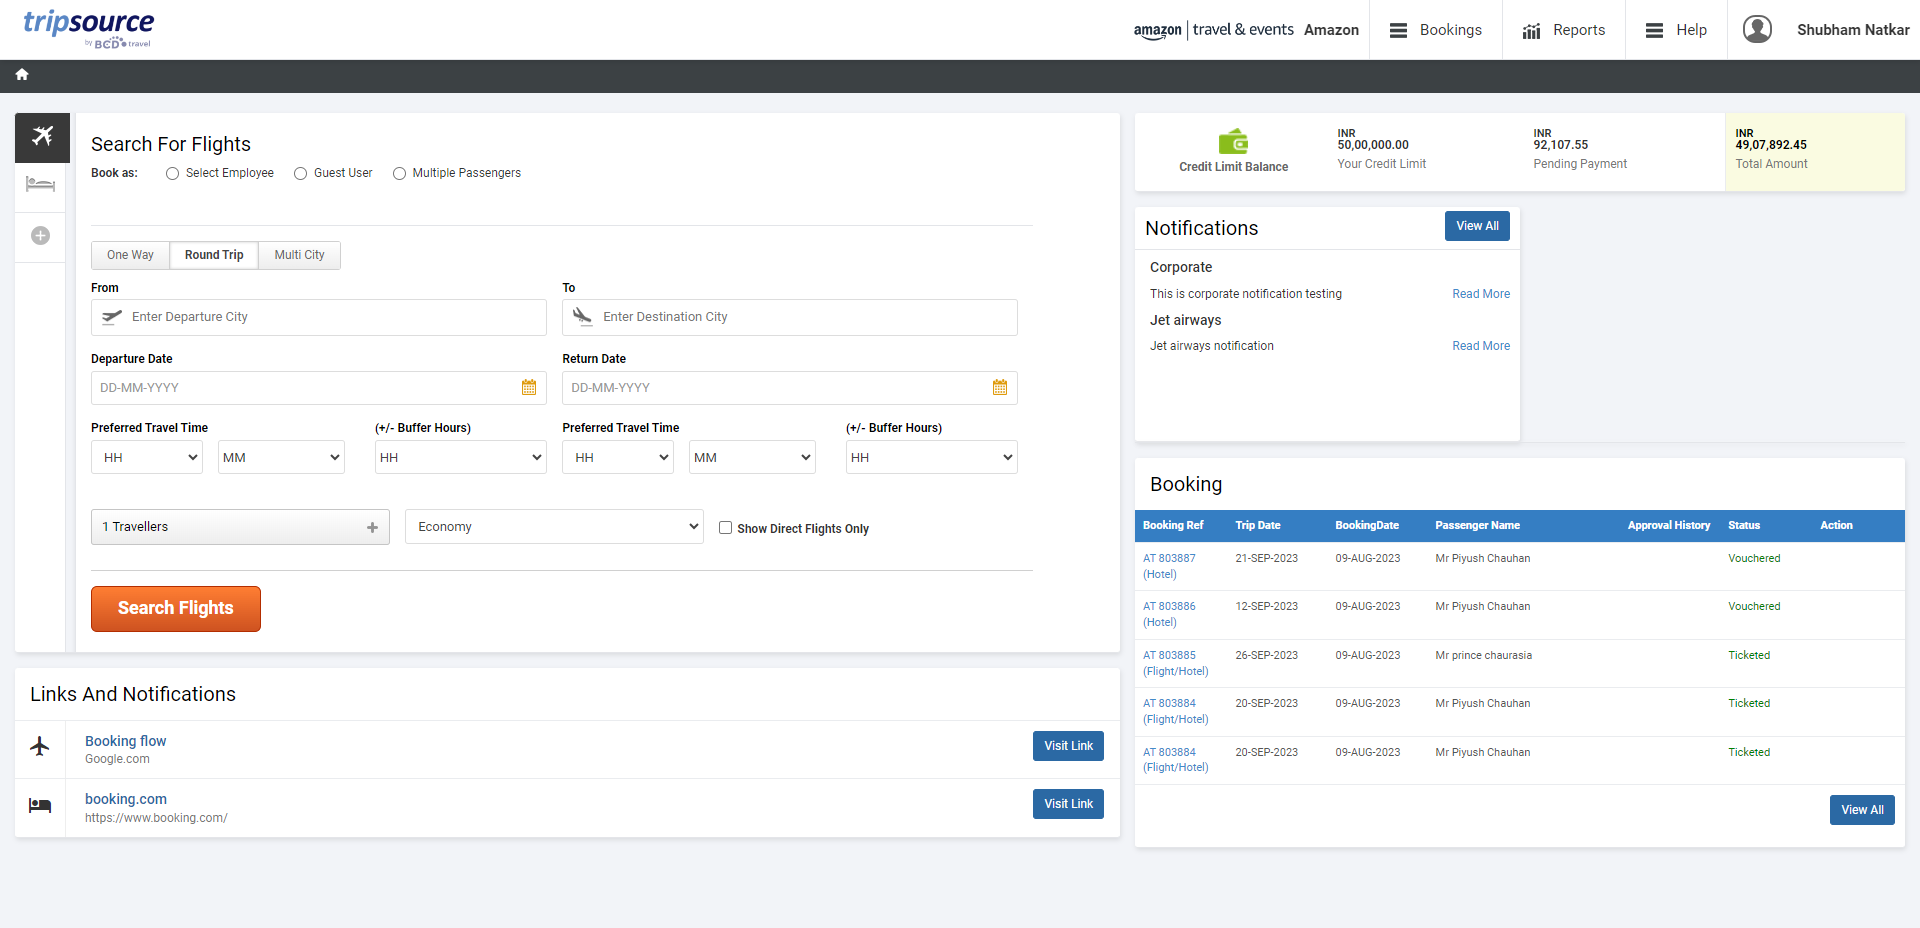 tripsource
by BCD travel
amazon | travel & events Amazon
Bookings
Reports
Help
Shubham Natkar
Search For Flights
Book as: Select Employee Guest User Multiple Passengers
One Way Round Trip Multi City
From To
Enter Departure City Enter Destination City
Departure Date Return Date
DD-MM-YYYY DD-MM-YYYY
Preferred Travel Time (+/- Buffer Hours) Preferred Travel Time (+/- Buffer Hours)
HH MM HH HH MM HH
1 Travellers Economy Show Direct Flights Only
Search Flights
Links And Notifications
Booking flow
Google.com
Visit Link
booking.com
https://www.booking.com/
Visit Link
Credit Limit Balance
INR
50,00,000.00
Your Credit Limit
INR
92,107.55
Pending Payment
INR
49,07,892.45
Total Amount
Notifications View All
Corporate
This is corporate notification testing Read More
Jet airways
Jet airways notification Read More
Booking
Booking Ref Trip Date BookingDate Passenger Name Approval History Status Action
AT 803887 21-SEP-2023 09-AUG-2023 Mr Piyush Chauhan Vouchered
(Hotel)
AT 803886 12-SEP-2023 09-AUG-2023 Mr Piyush Chauhan Vouchered
(Hotel)
AT 803885 26-SEP-2023 09-AUG-2023 Mr prince chaurasia Ticketed
(Flight/Hotel)
AT 803884 20-SEP-2023 09-AUG-2023 Mr Piyush Chauhan Ticketed
(Flight/Hotel)
AT 803884 20-SEP-2023 09-AUG-2023 Mr Piyush Chauhan Ticketed
(Flight/Hotel)
View All